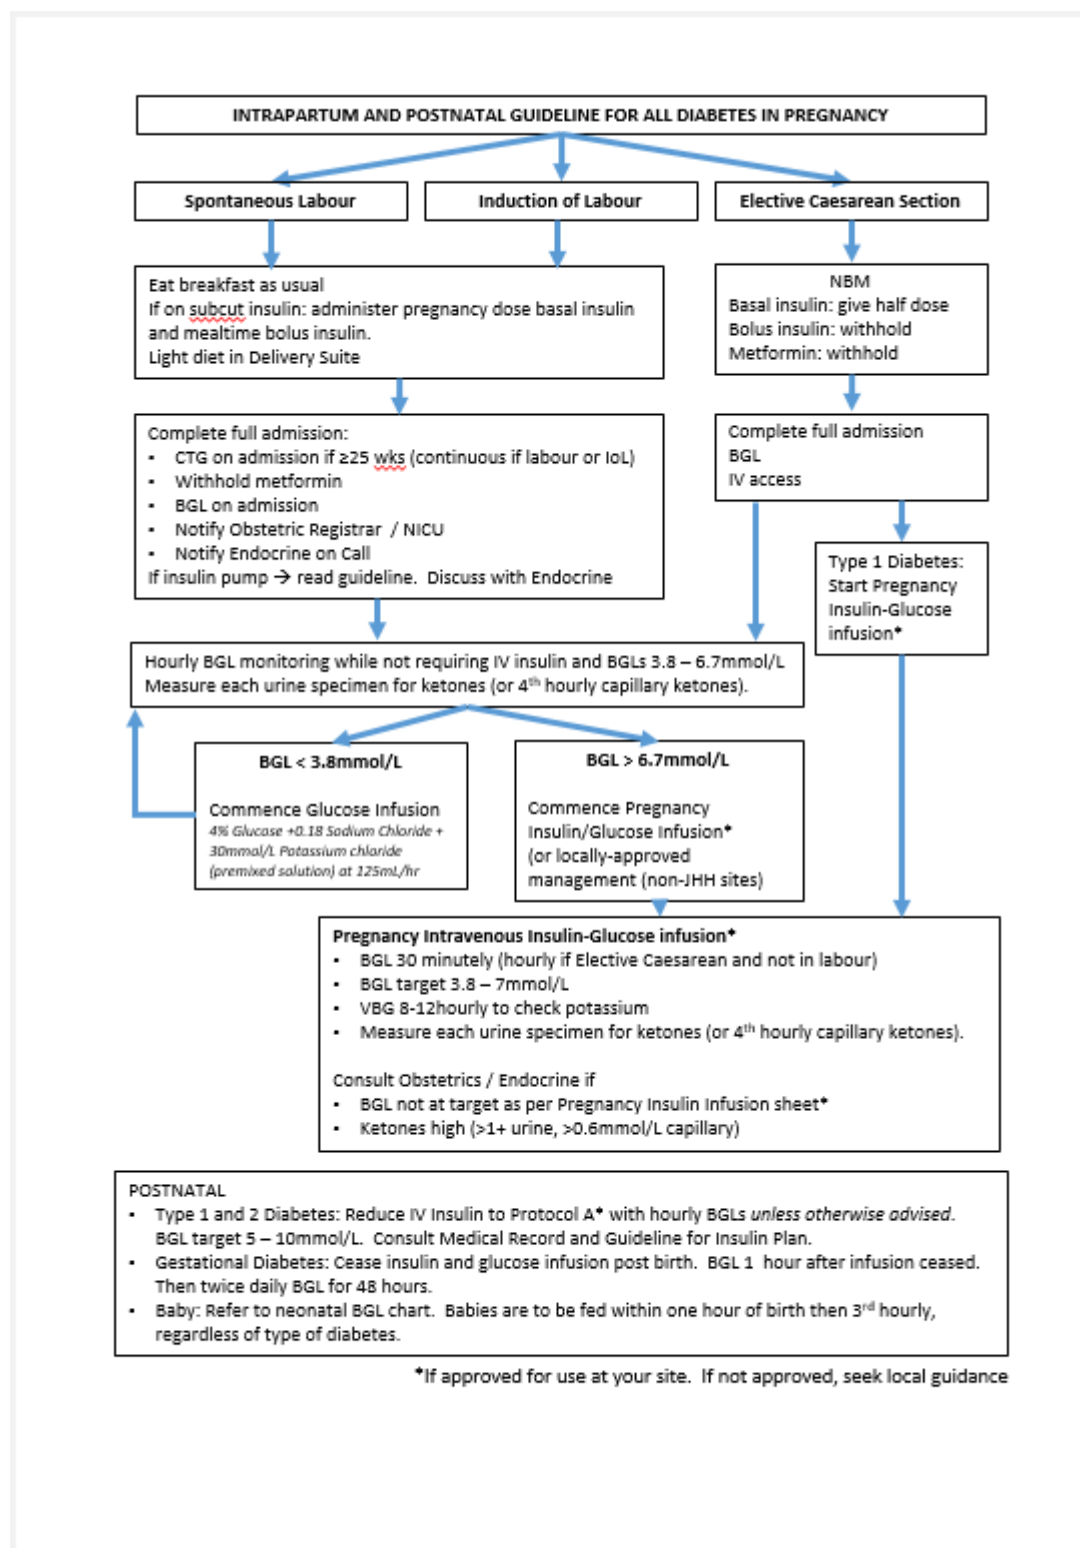 INTRAPARTUM AND POSTNATAL GUIDELINE FOR ALL DIABETES IN PREGNANCY
Spontaneous Labour
Induction of Labour
Elective Caesarean Section
Eat breakfast as usual
If on subcut insulin: administer pregnancy dose basal insulin
and mealtime bolus insulin.
Light diet in Delivery Suite
NBM
Basal insulin: give half dose
Bolus insulin: withhold
Metformin: withhold
Complete full admission:
▪ CTG on admission if ≥25 wks (continuous if labour or IoL)
▪ Withhold metformin
▪ BGL on admission
▪ Notify Obstetric Registrar / NICU
▪ Notify Endocrine on Call
If insulin pump → read guideline. Discuss with Endocrine
Complete full admission
BGL
IV access
Type 1 Diabetes:
Start Pregnancy
Insulin-Glucose
infusion*
Hourly BGL monitoring while not requiring IV insulin and BGLs 3.8 – 6.7mmol/L
Measure each urine specimen for ketones (or 4th hourly capillary ketones).
BGL < 3.8mmol/L
Commence Glucose Infusion
4% Glucose +0.18 Sodium Chloride +
30mmol/L Potassium chloride
(premixed solution) at 125mL/hr
BGL > 6.7mmol/L
Commence Pregnancy
Insulin/Glucose Infusion*
(or locally-approved
management (non-JHH sites)
Pregnancy Intravenous Insulin-Glucose infusion*
▪ BGL 30 minutely (hourly if Elective Caesarean and not in labour)
▪ BGL target 3.8 – 7mmol/L
▪ VBG 8-12hourly to check potassium
▪ Measure each urine specimen for ketones (or 4th hourly capillary ketones).
Consult Obstetrics / Endocrine if
▪ BGL not at target as per Pregnancy Insulin Infusion sheet*
▪ Ketones high (>1+ urine, >0.6mmol/L capillary)
POSTNATAL
▪ Type 1 and 2 Diabetes: Reduce IV Insulin to Protocol A* with hourly BGLs unless otherwise advised.
BGL target 5 – 10mmol/L. Consult Medical Record and Guideline for Insulin Plan.
▪ Gestational Diabetes: Cease insulin and glucose infusion post birth. BGL 1 hour after infusion ceased.
Then twice daily BGL for 48 hours.
▪ Baby: Refer to neonatal BGL chart. Babies are to be fed within one hour of birth then 3rd hourly,
regardless of type of diabetes.
*If approved for use at your site. If not approved, seek local guidance